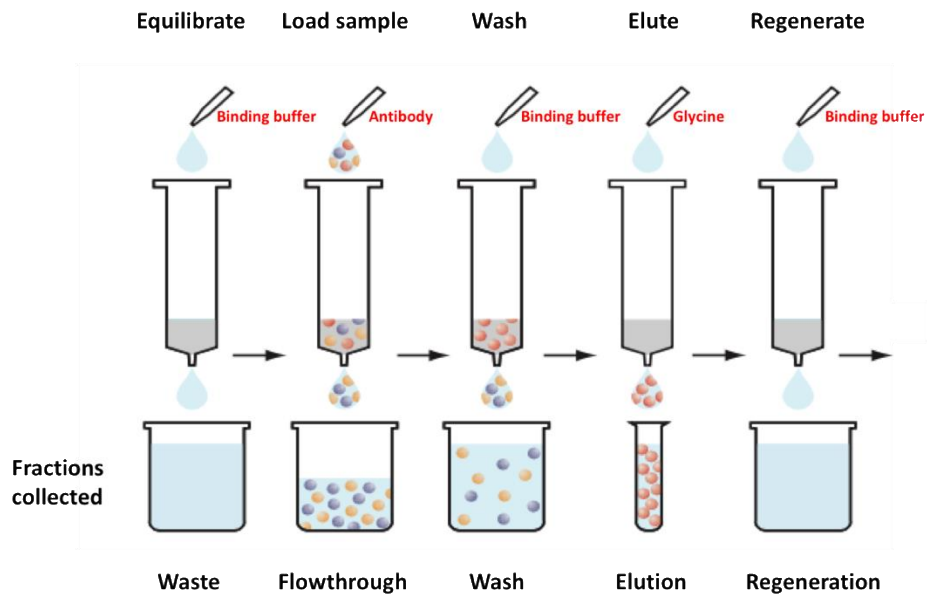 Equilibrate Load sample Wash Elute Regenerate
Binding buffer Antibody Binding buffer Glycine Binding buffer
Fractions
collected
Waste Flowthrough Wash Elution Regeneration